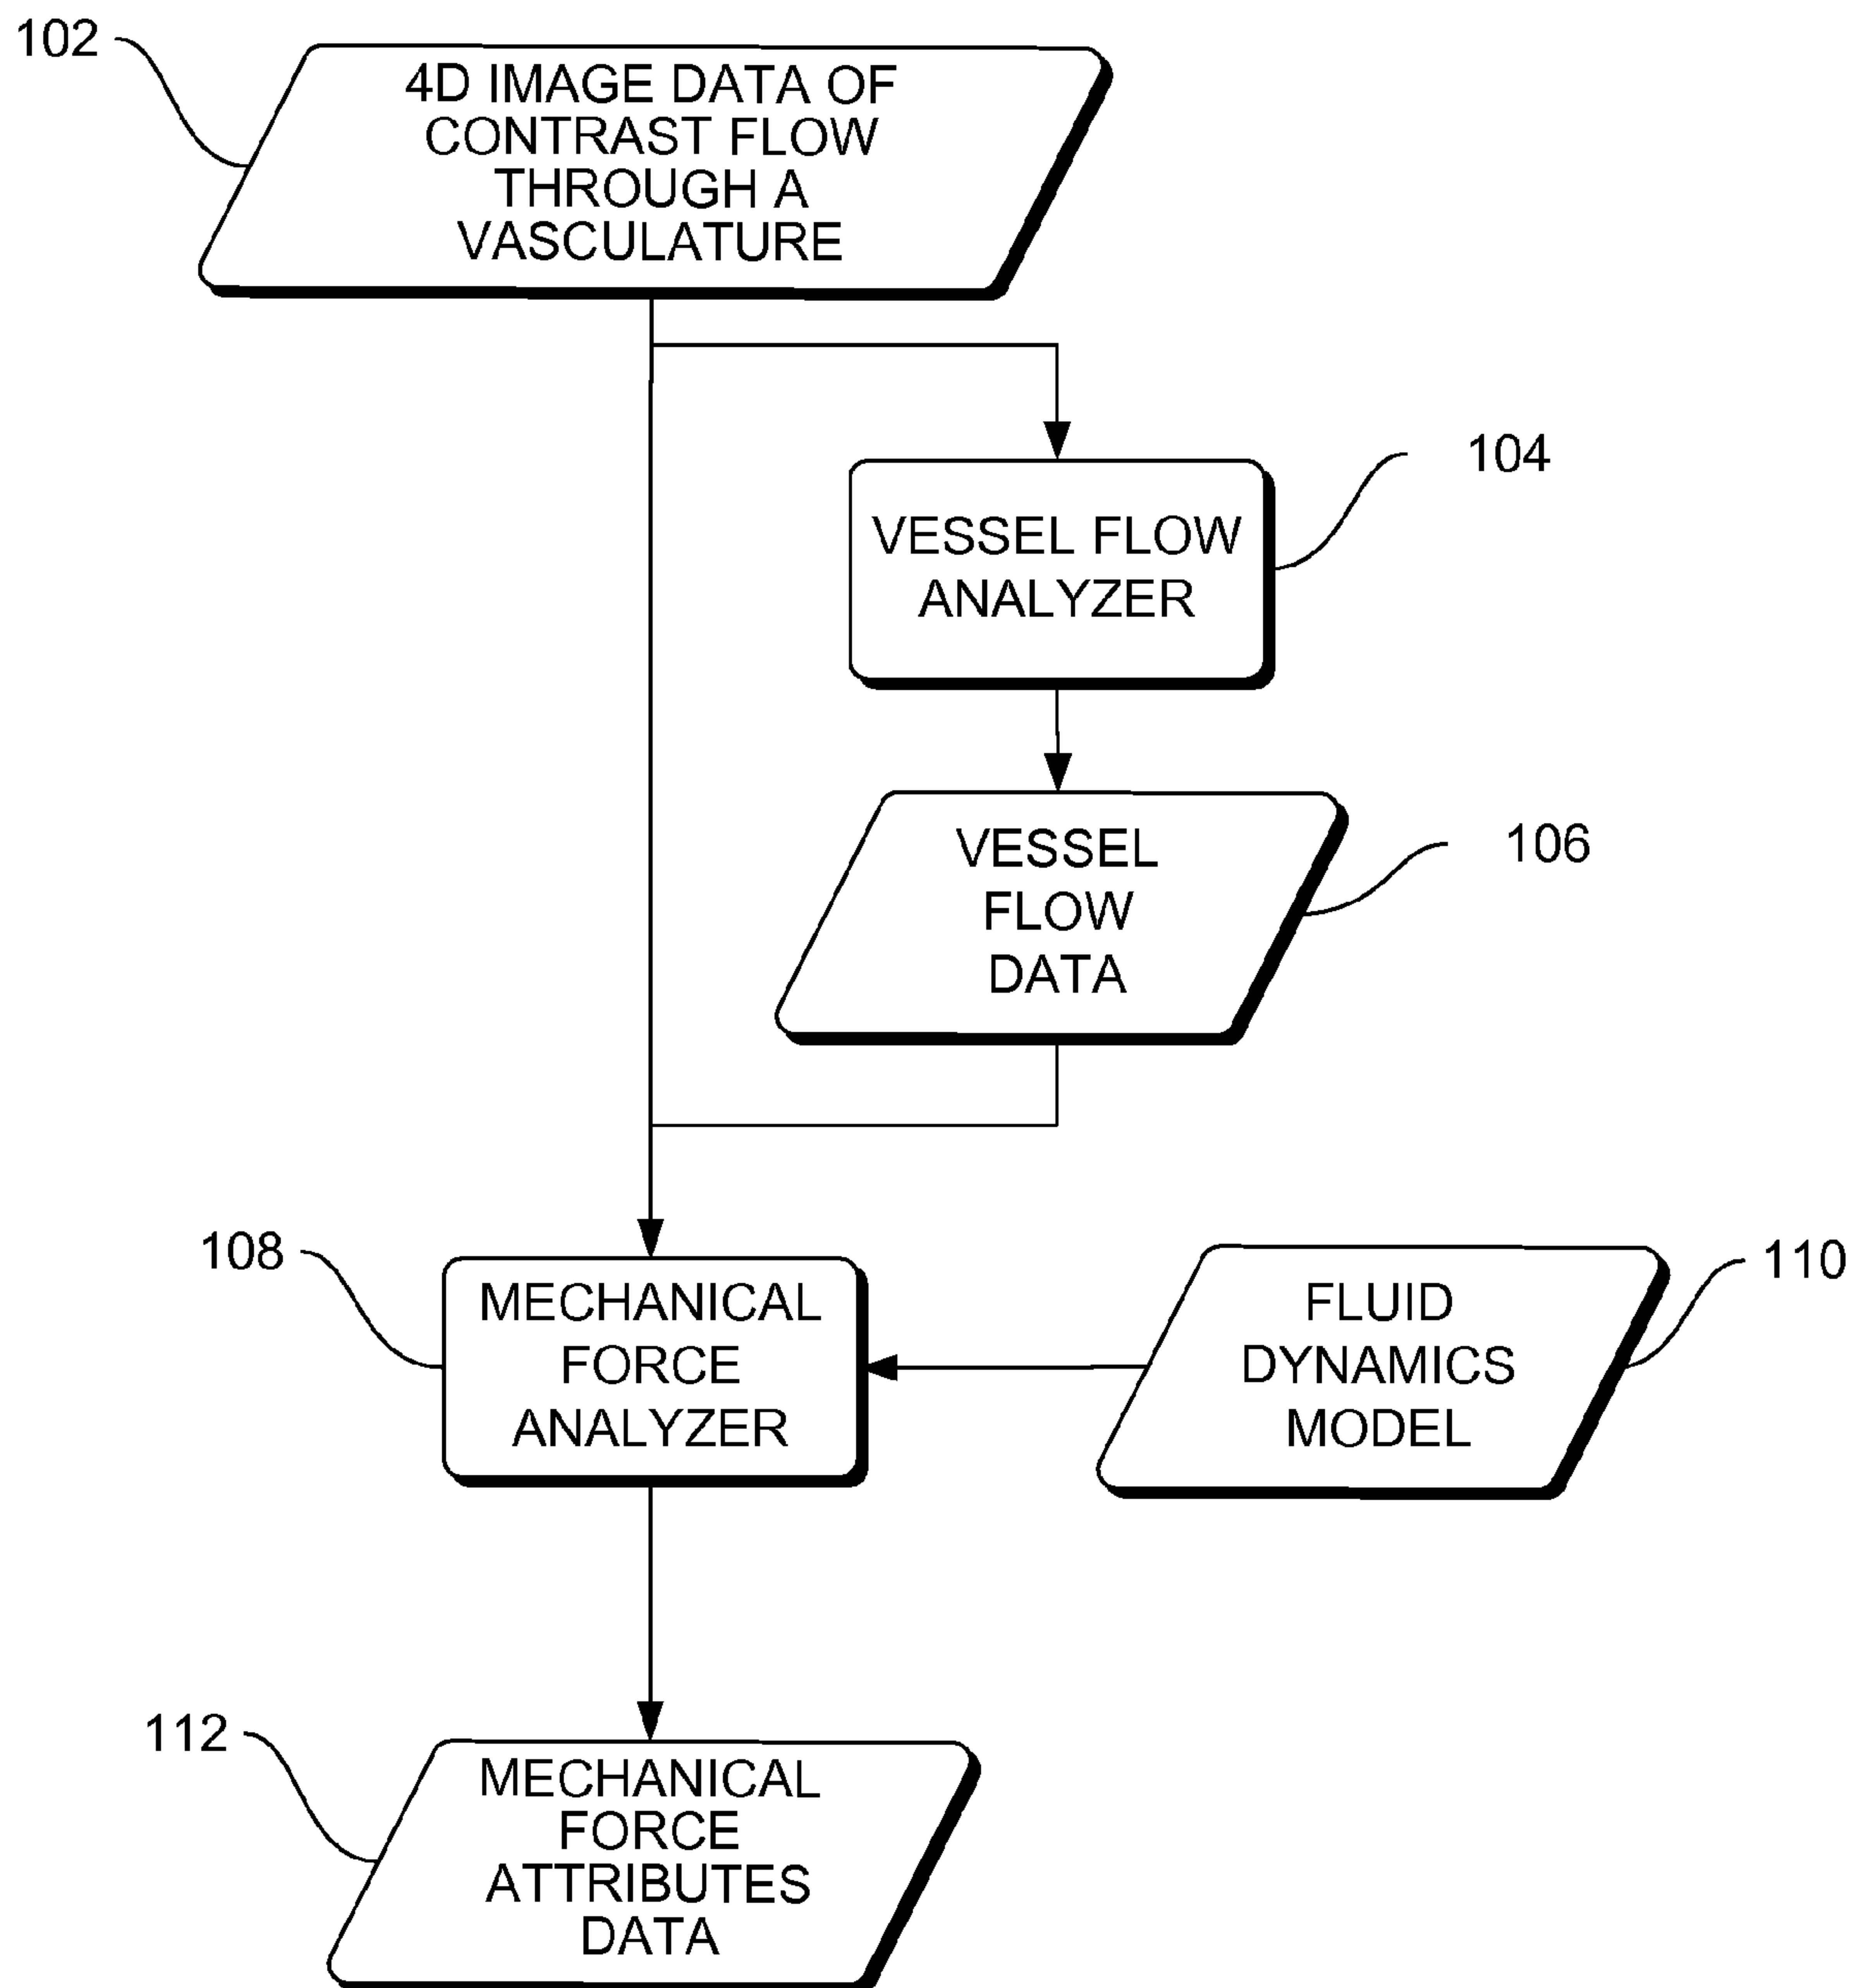 102
4D IMAGE DATA OF
CONTRAST FLOW
THROUGH A
VASCULATURE
104
VESSEL FLOW
ANALYZER
106
VESSEL
FLOW
DATA
108
MECHANICAL
FORCE
ANALYZER
110
FLUID
DYNAMICS
MODEL
112
MECHANICAL
FORCE
ATTRIBUTES
DATA